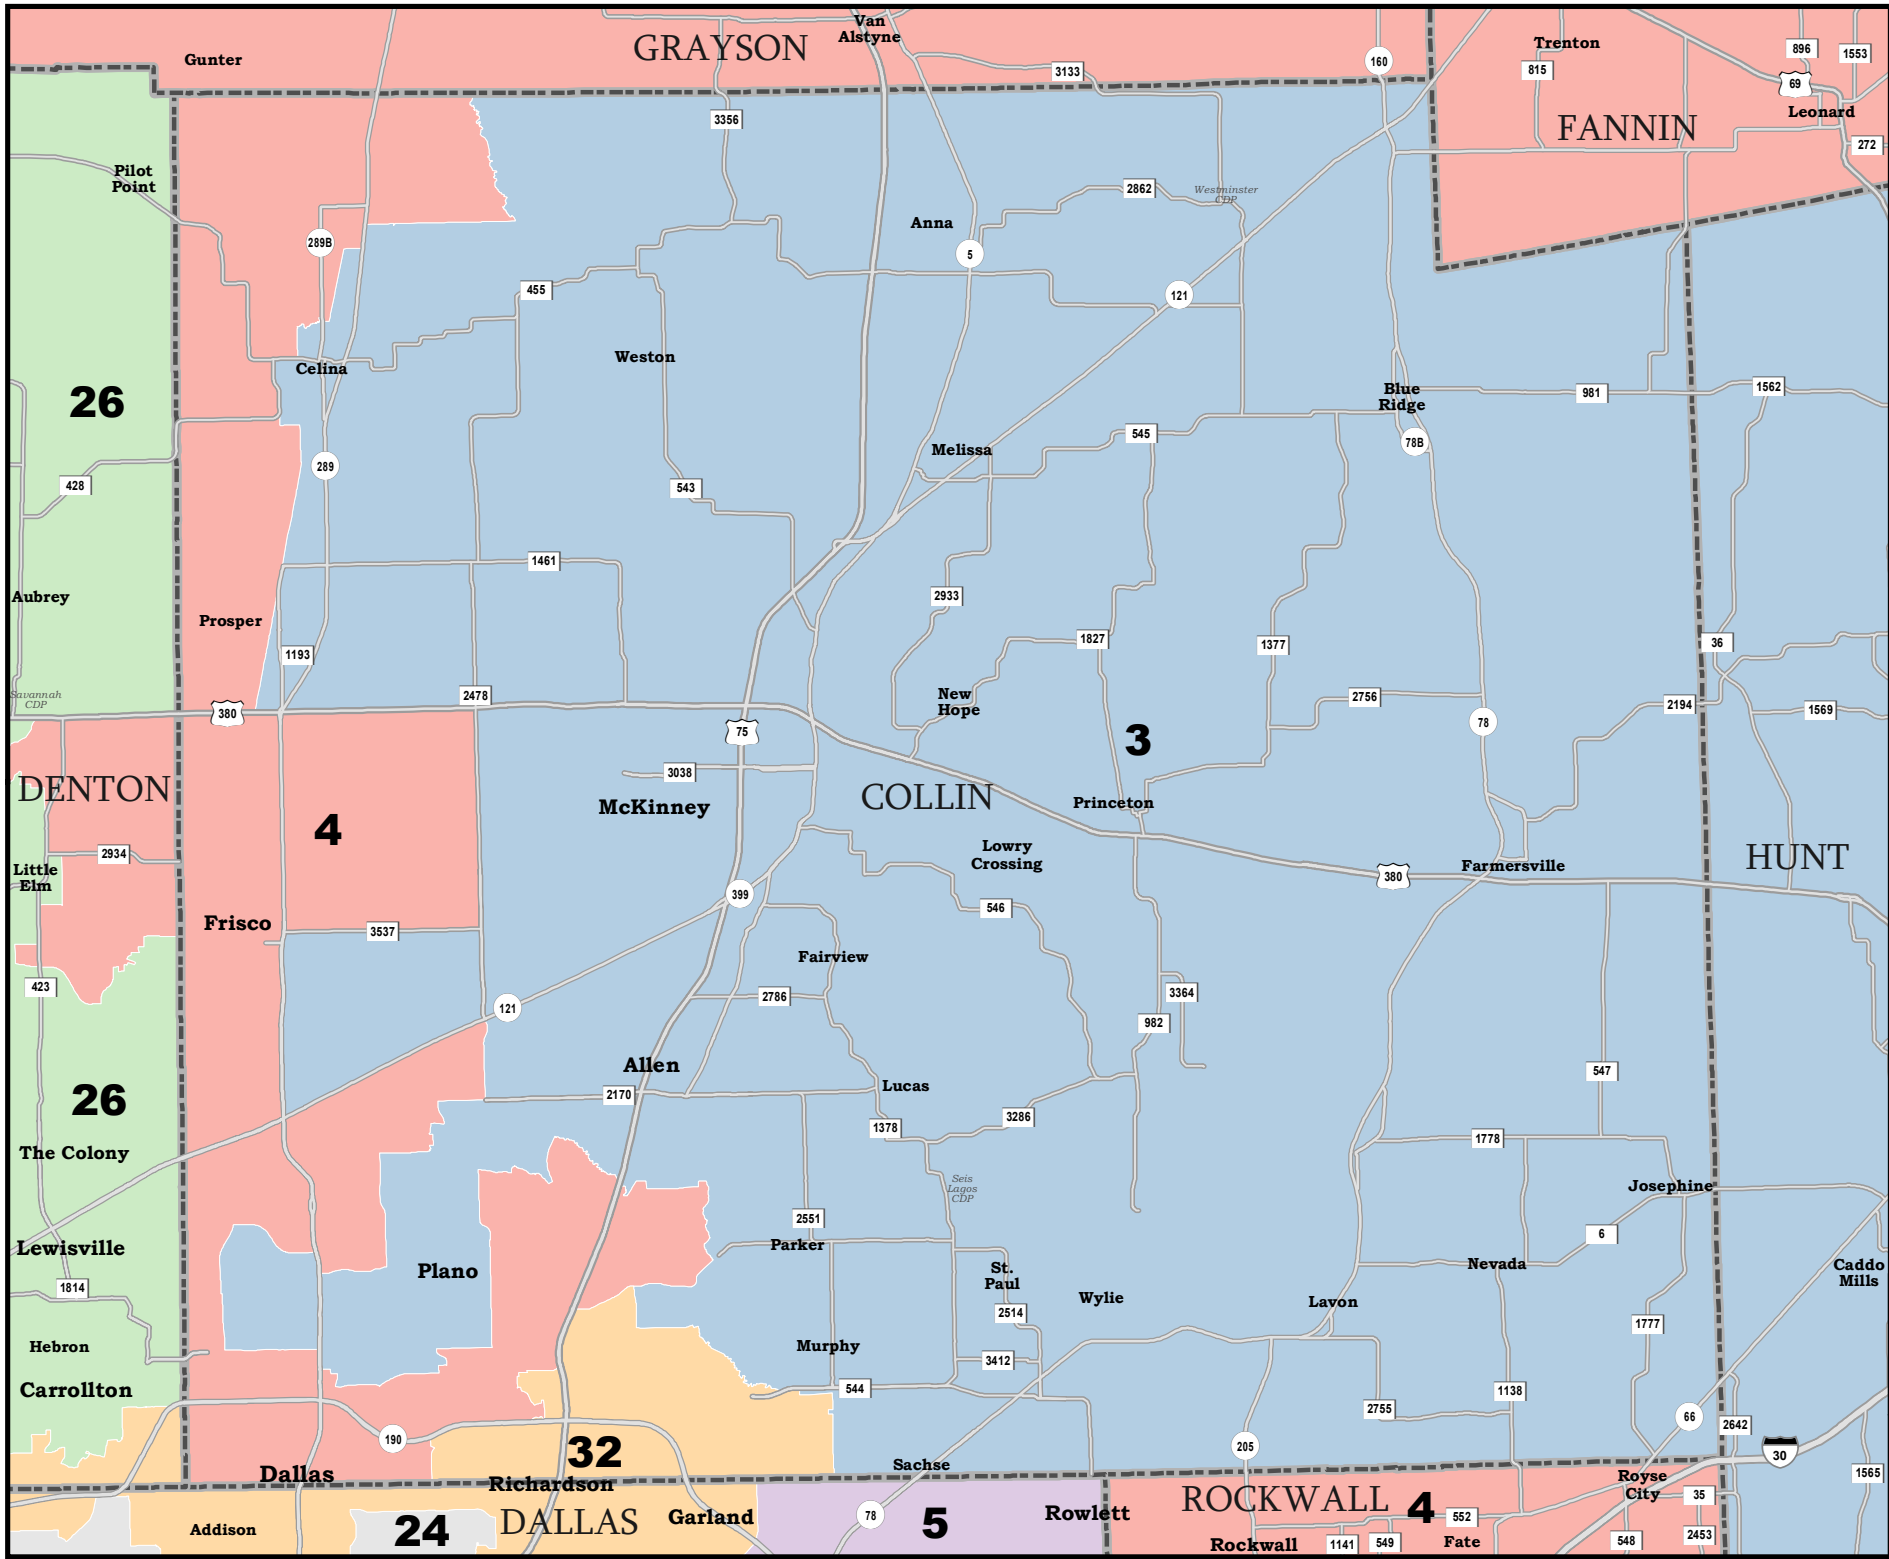 Van
Alstyne
GRAYSON
Gunter
Trenton
896
1553
160
815
3133
69
Leonard
3356
FANNIN
272
Pilot
Point
2862
Westminster
CDP
Anna
289B
5
455
121
Weston
Celina
26
Blue
Ridge
981
1562
545
78B
Melissa
289
428
543
1461
Aubrey
2933
Prosper
1827
1377
36
1193
Savannah
CDP
2478
New
Hope
2756
2194
1569
380
75
78
3
3038
DENTON
McKinney
COLLIN
Princeton
4
2934
Lowry
Crossing
HUNT
Little
Elm
380
Farmersville
399
Frisco
546
3537
Fairview
423
2786
3364
121
982
Allen
547
26
2170
Lucas
3286
1378
1778
The Colony
Seis
Lagos
CDP
Josephine
2551
6
Lewisville
Parker
Plano
St.
Paul
Nevada
Caddo
Mills
1814
Wylie
Lavon
2514
1777
Hebron
Murphy
3412
Carrollton
544
1138
2755
66
2642
190
32
205
30
Dallas
Sachse
1565
Richardson
Royse
City
35
DALLAS
Garland
78
5
Rowlett
ROCKWALL
4
552
Addison
24
Rockwall
1141
549
Fate
548
2453